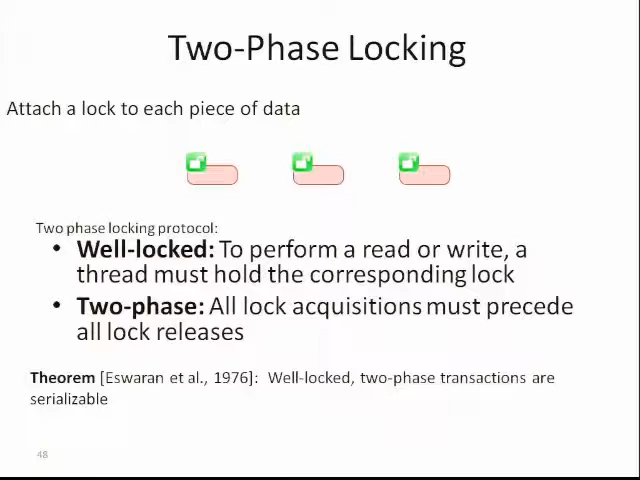 Two-Phase Locking
Attach a lock to each piece of data
Two phase locking protocol:
• Well-locked: To perform a read or write, a
thread must hold the corresponding lock
• Two-phase: All lock acquisitions must precede
all lock releases
Theorem [Eswaran et al., 1976]: Well-locked, two-phase transactions are
serializable
48